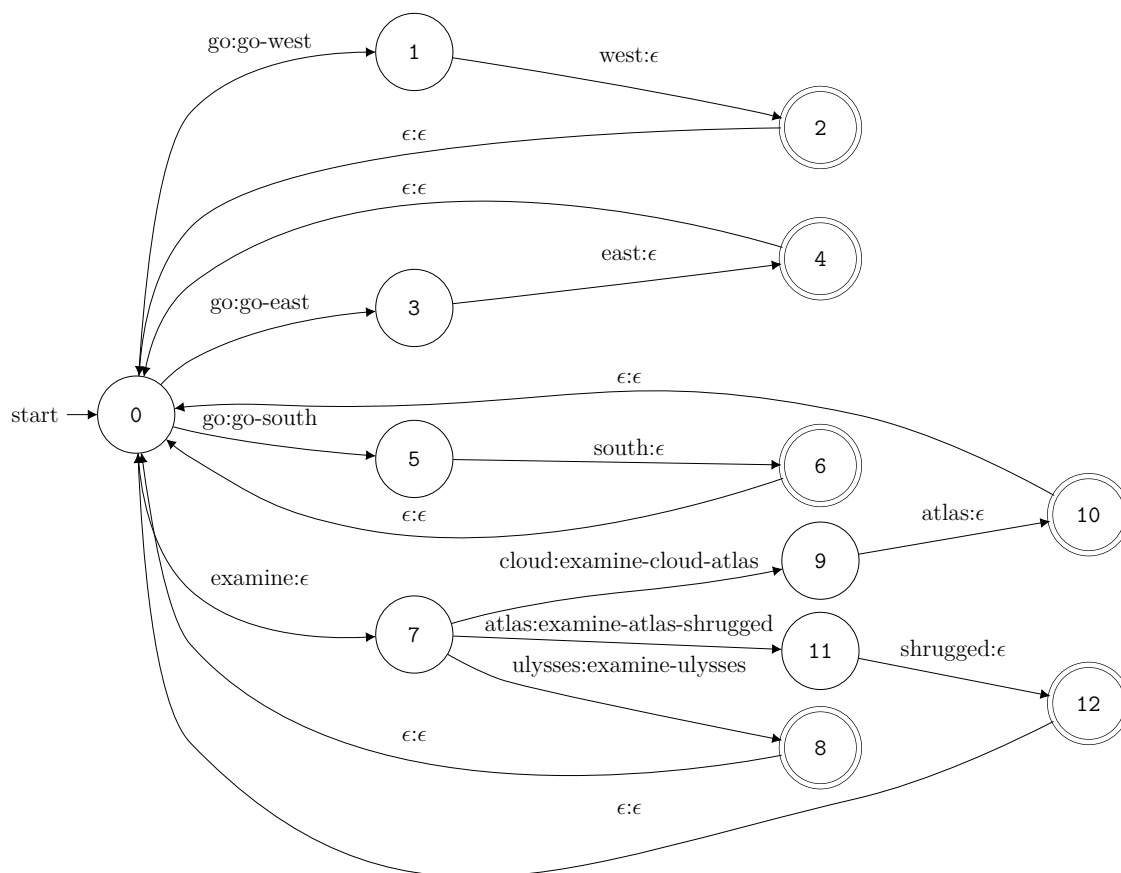 go:go-west
1
west:ϵ
2
ϵ:ϵ
ϵ:ϵ
4
east:ϵ
go:go-east
3
ϵ:ϵ
start
0
go:go-south
5
south:ϵ
6
ϵ:ϵ
10
atlas:ϵ
cloud:examine-cloud-atlas
9
examine:ϵ
7
atlas:examine-atlas-shrugged
11
ulysses:examine-ulysses
shrugged:ϵ
12
ϵ:ϵ
8
ϵ:ϵ